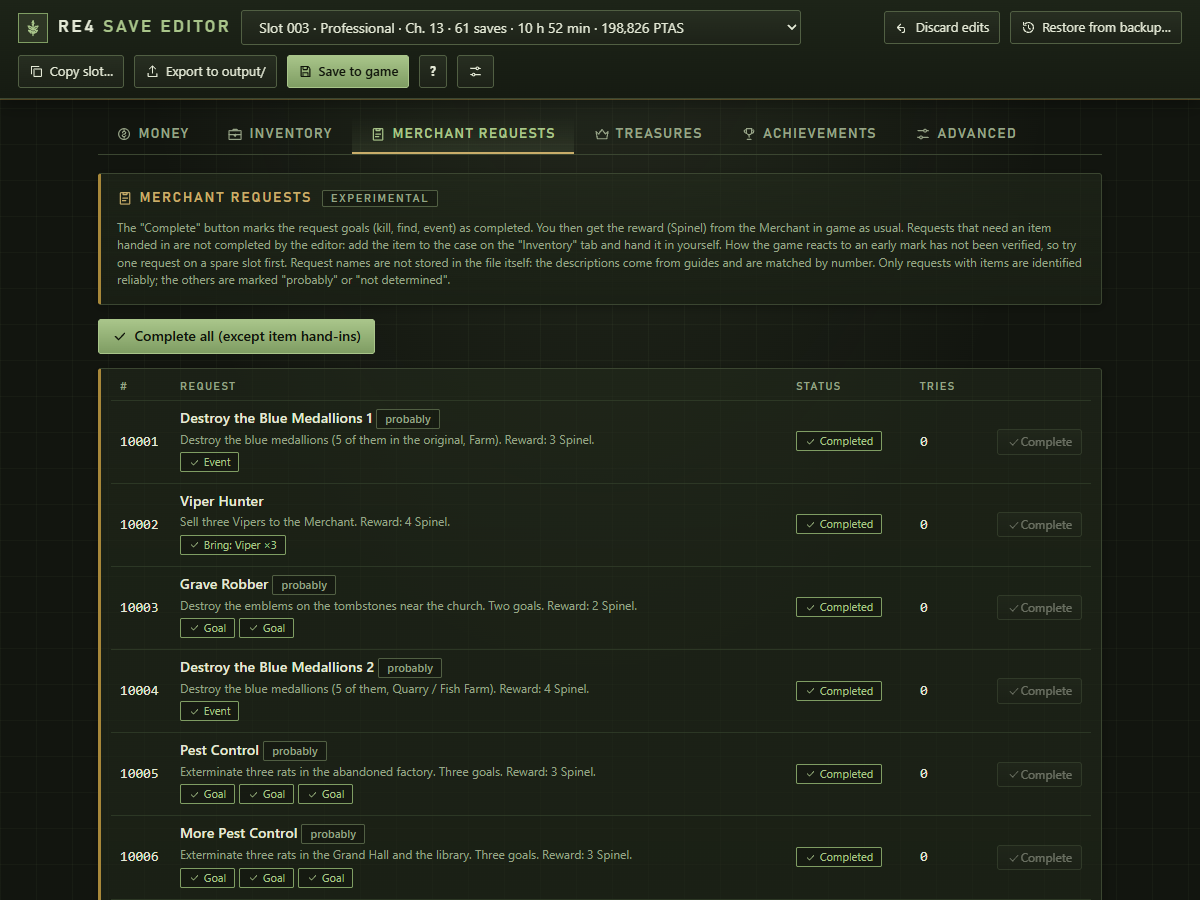 RE4 SAVE EDITOR
Slot 003 · Professional · Ch. 13 · 61 saves · 10 h 52 min · 198,826 PTAS
Discard edits
Restore from backup...
Copy slot...
Export to output/
Save to game
?
MONEY
INVENTORY
MERCHANT REQUESTS
TREASURES
ACHIEVEMENTS
ADVANCED
MERCHANT REQUESTS EXPERIMENTAL
The "Complete" button marks the request goals (kill, find, event) as completed. You then get the reward (Spinel) from the Merchant in game as usual. Requests that need an item
handed in are not completed by the editor: add the item to the case on the "Inventory" tab and hand it in yourself. How the game reacts to an early mark has not been verified, so try
one request on a spare slot first. Request names are not stored in the file itself: the descriptions come from guides and are matched by number. Only requests with items are identified
reliably; the others are marked "probably" or "not determined".
Complete all (except item hand-ins)
# REQUEST STATUS TRIES
Destroy the Blue Medallions 1 probably
10001 Destroy the blue medallions (5 of them in the original, Farm). Reward: 3 Spinel. Completed 0 Complete
Event
Viper Hunter
10002 Sell three Vipers to the Merchant. Reward: 4 Spinel. Completed 0 Complete
Bring: Viper ×3
Grave Robber probably
10003 Destroy the emblems on the tombstones near the church. Two goals. Reward: 2 Spinel. Completed 0 Complete
Goal Goal
Destroy the Blue Medallions 2 probably
10004 Destroy the blue medallions (5 of them, Quarry / Fish Farm). Reward: 4 Spinel. Completed 0 Complete
Event
Pest Control probably
10005 Exterminate three rats in the abandoned factory. Three goals. Reward: 3 Spinel. Completed 0 Complete
Goal Goal Goal
More Pest Control probably
10006 Exterminate three rats in the Grand Hall and the library. Three goals. Reward: 3 Spinel. Completed 0 Complete
Goal Goal Goal